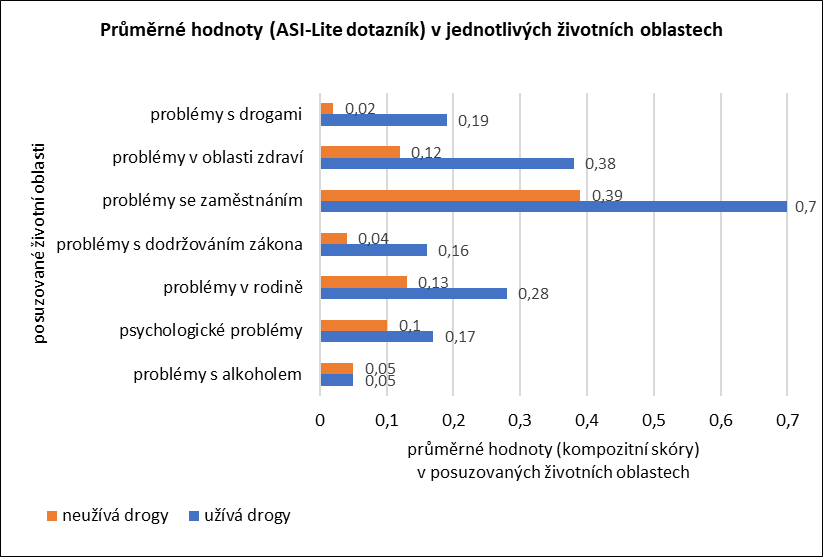 Průměrné hodnoty (ASI-Lite dotazník) v jednotlivých životních oblastech
posuzované životní oblasti
problémy s drogami
0,02
0,19
problémy v oblasti zdraví
0,12
0,38
problémy se zaměstnáním
0,39
0,7
problémy s dodržováním zákona
0,04
0,16
problémy v rodině
0,13
0,28
psychologické problémy
0,1
0,17
problémy s alkoholem
0,05
0,05
0 0,1 0,2 0,3 0,4 0,5 0,6 0,7
průměrné hodnoty (kompozitní skóry)
v posuzovaných životních oblastech
neužívá drogy užívá drogy